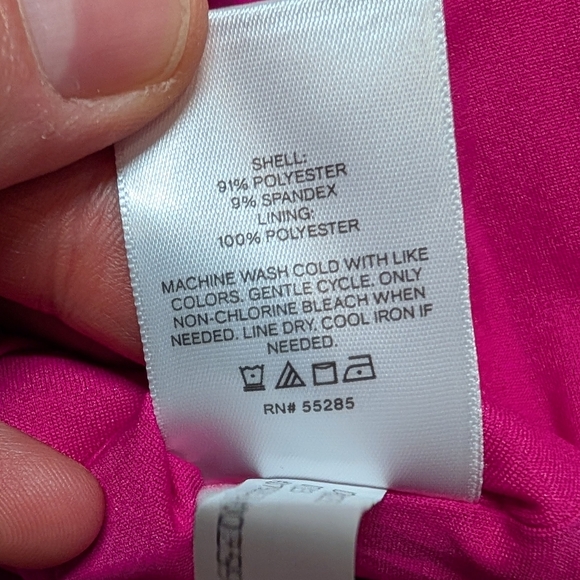 SHELL:
91% POLYESTER
9% SPANDEX
LINING:
100% POLYESTER
MACHINE WASH COLD WITH LIKE
COLORS. GENTLE CYCLE. ONLY
NON-CHLORINE BLEACH WHEN
NEEDED. LINE DRY. COOL IRON IF
NEEDED.
RN# 55285